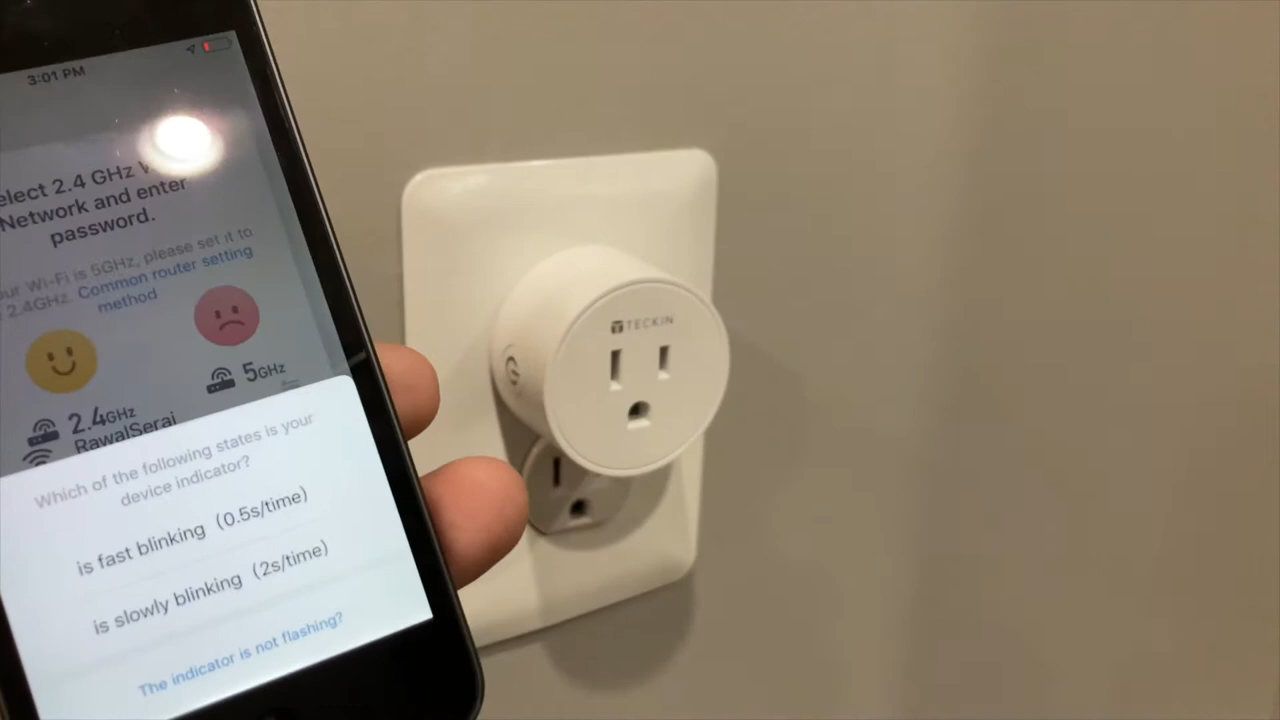 3:01 PM
elect 2.4 GHz
Network and enter
password.
ur Wi-Fi is 5GHz, please set it to
2.4GHz. Common router setting
method
5GHz
2.4GHz
RawalSerai
Which of the following states is your
device indicator?
is fast blinking (0.5s/time)
is slowly blinking (2s/time)
The indicator is not flashing?
TECKIN